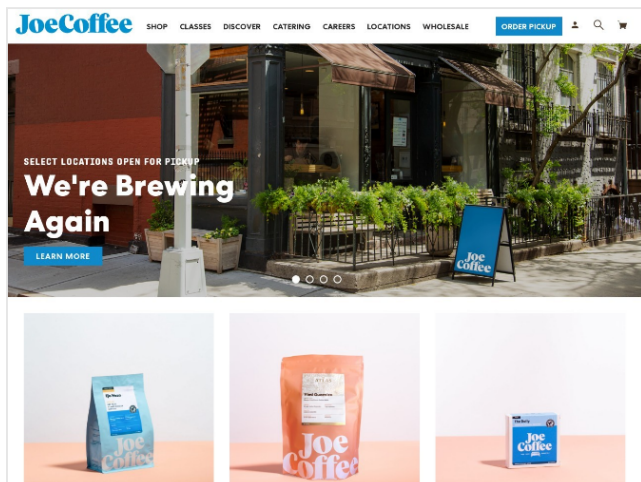 JoeCoffee
SHOP CLASSES DISCOVER CATERING CAREERS LOCATIONS WHOLESALE ORDER PICKUP
SELECT LOCATIONS OPEN FOR PICKUP
We're Brewing
Again
LEARN MORE
Joe
Coffee
Joe
Coffee
Joe
Coffee
Joe
Coffee